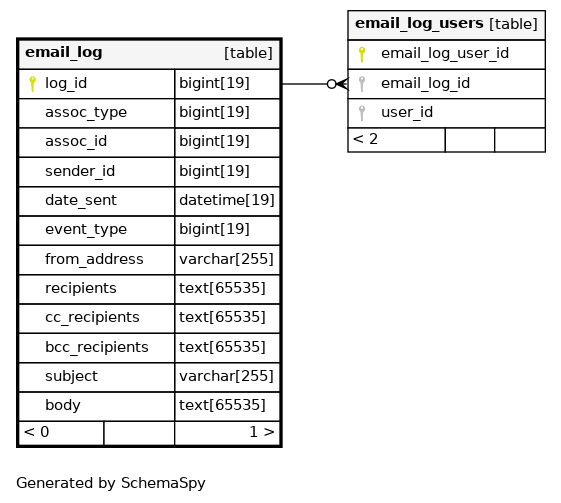 email_log [table]
log_id bigint[19]
assoc_type bigint[19]
assoc_id bigint[19]
sender_id bigint[19]
date_sent datetime[19]
event_type bigint[19]
from_address varchar[255]
recipients text[65535]
cc_recipients text[65535]
bcc_recipients text[65535]
subject varchar[255]
body text[65535]
< 0 1 >
email_log_users [table]
email_log_user_id
email_log_id
user_id
< 2
Generated by SchemaSpy